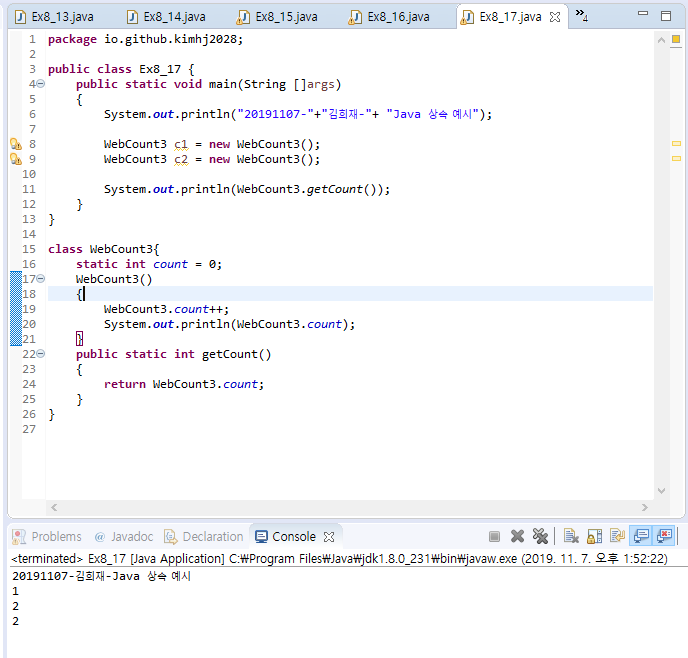 Ex8_13.java Ex8_14.java Ex8_15.java Ex8_16.java Ex8_17.java »4
1 package io.github.kimhj2028;
2
3 public class Ex8_17 {
4 public static void main(String []args)
5 {
6 System.out.println("20191107-"+"김희재-"+ "Java 상속 예시");
7
8 WebCount3 c1 = new WebCount3();
9 WebCount3 c2 = new WebCount3();
10
11 System.out.println(WebCount3.getCount());
12 }
13 }
14
15 class WebCount3{
16 static int count = 0;
17 WebCount3()
18 {
19 WebCount3.count++;
20 System.out.println(WebCount3.count);
21 }
22 public static int getCount()
23 {
24 return WebCount3.count;
25 }
26 }
27
Problems @ Javadoc Declaration Console
<terminated> Ex8_17 [Java Application] C:₩Program Files₩Java₩jdk1.8.0_231₩bin₩javaw.exe (2019. 11. 7. 오후 1:52:22)
20191107-김희재-Java 상속 예시
1
2
2